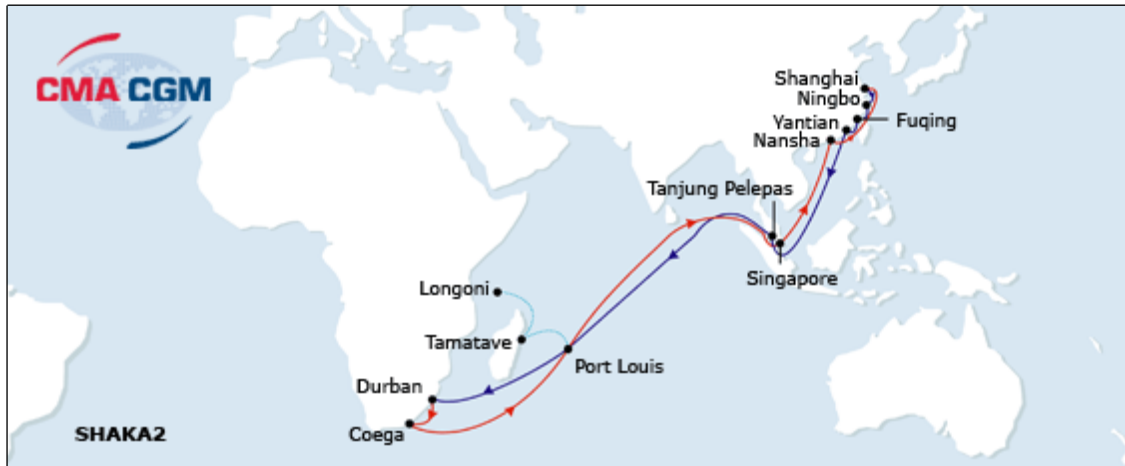 CMA CGM
Shanghai
Ningbo
Yantian
Fuqing
Nansha
Tanjung Pelepas
Singapore
Longoni
Tamatave
Port Louis
Durban
Coega
SHAKA2